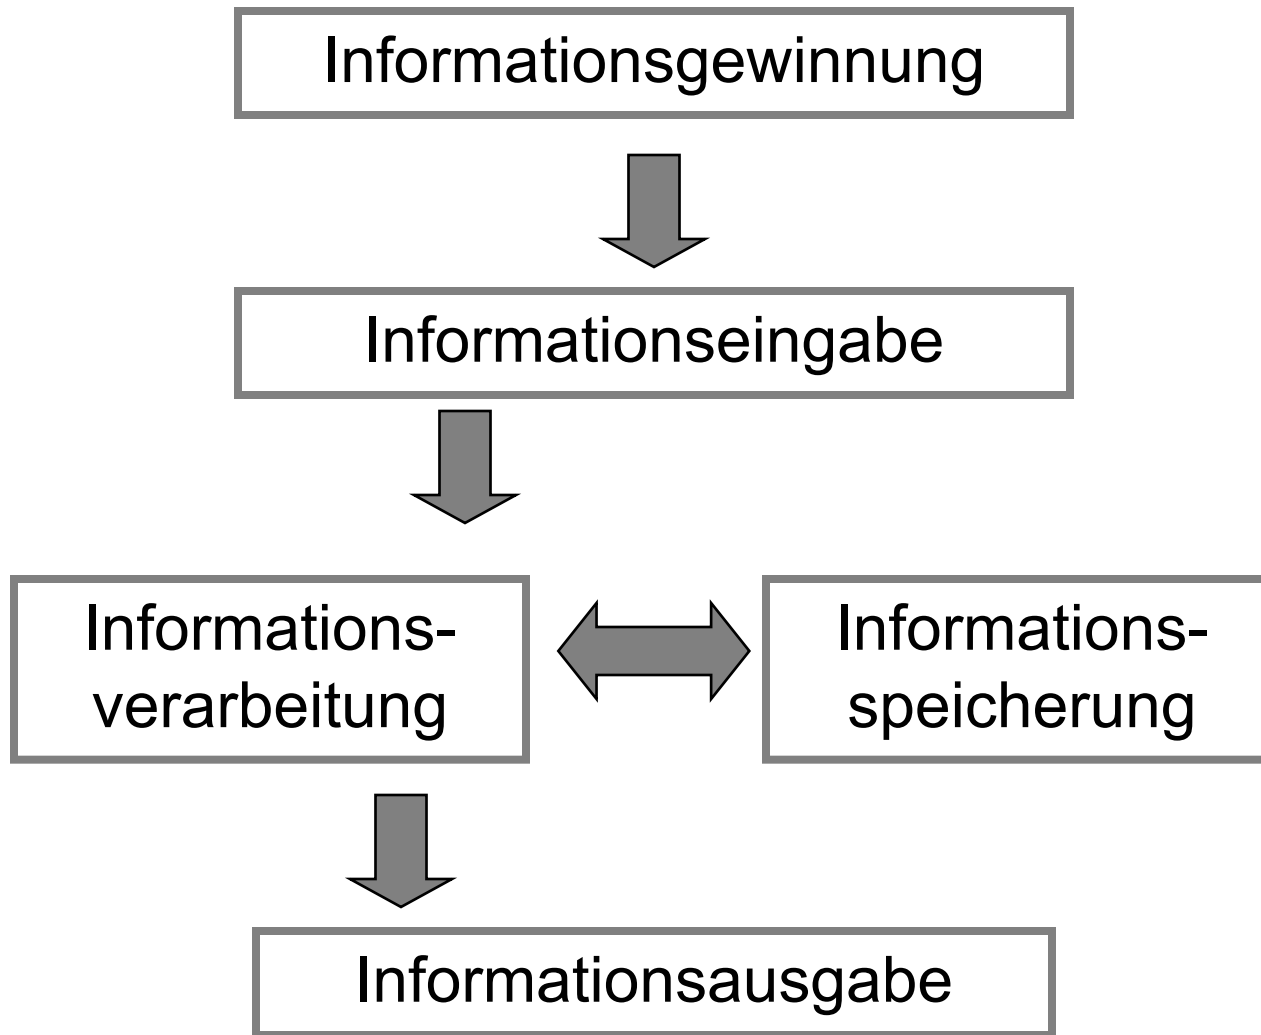 Informationsgewinnung
Informationseingabe
Informations-
verarbeitung
Informations-
speicherung
Informationsausgabe